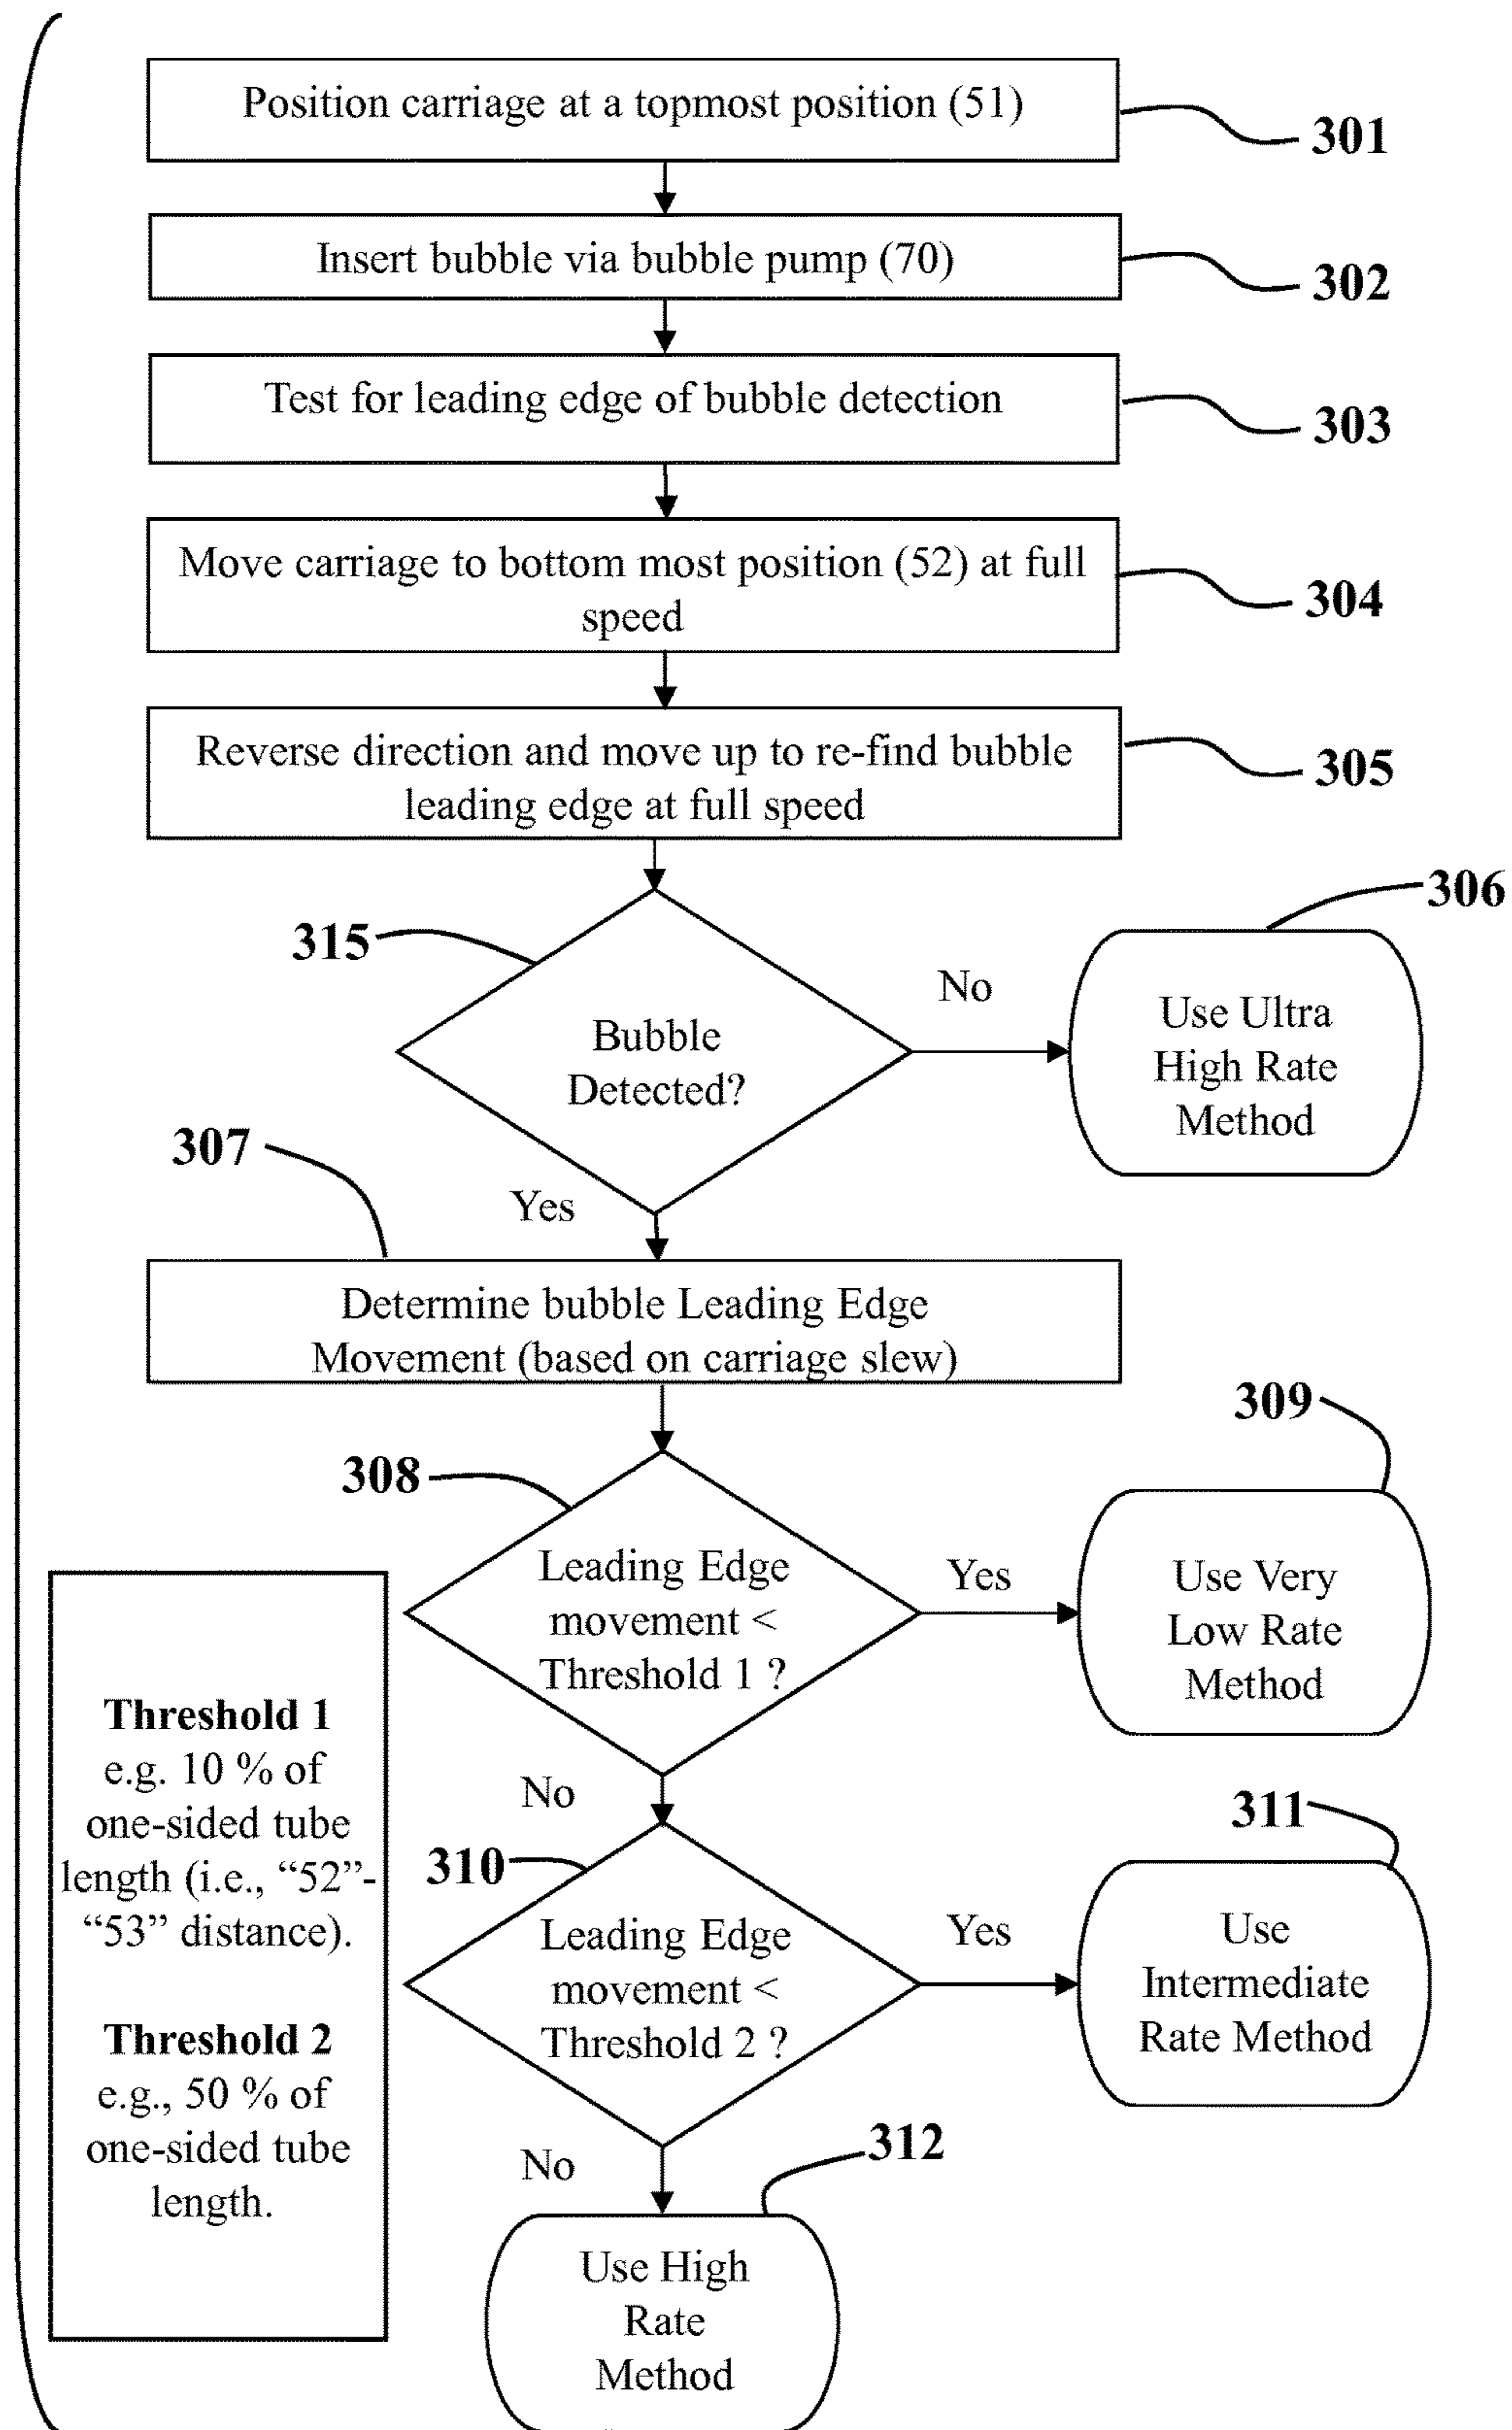 Position carriage at a topmost position (51)
301
Insert bubble via bubble pump (70)
302
Test for leading edge of bubble detection
303
Move carriage to bottom most position (52) at full
speed
304
Reverse direction and move up to re-find bubble
leading edge at full speed
305
315
Bubble
Detected?
No
306
Use Ultra
High Rate
Method
Yes
307
Determine bubble Leading Edge
Movement (based on carriage slew)
308
Leading Edge
movement <
Threshold 1 ?
Yes
309
Use Very
Low Rate
Method
No
310
Leading Edge
movement <
Threshold 2 ?
Yes
311
Use
Intermediate
Rate Method
No
312
Use High
Rate
Method
Threshold 1
e.g. 10 % of
one-sided tube
length (i.e., “52”-
“53” distance).
Threshold 2
e.g., 50 % of
one-sided tube
length.